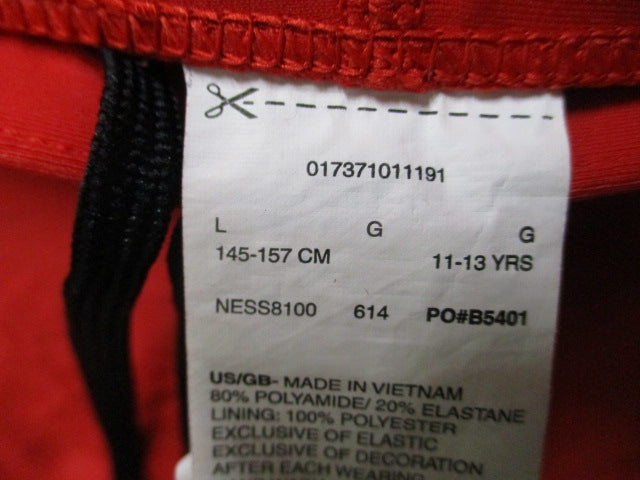 017371011191
L G G
145-157 CM 11-13 YRS
NESS8100 614 PO#B5401
US/GB- MADE IN VIETNAM
80% POLYAMIDE/ 20% ELASTANE
LINING: 100% POLYESTER
EXCLUSIVE OF ELASTIC
EXCLUSIVE OF DECORATION
AFTER EACH WEARING